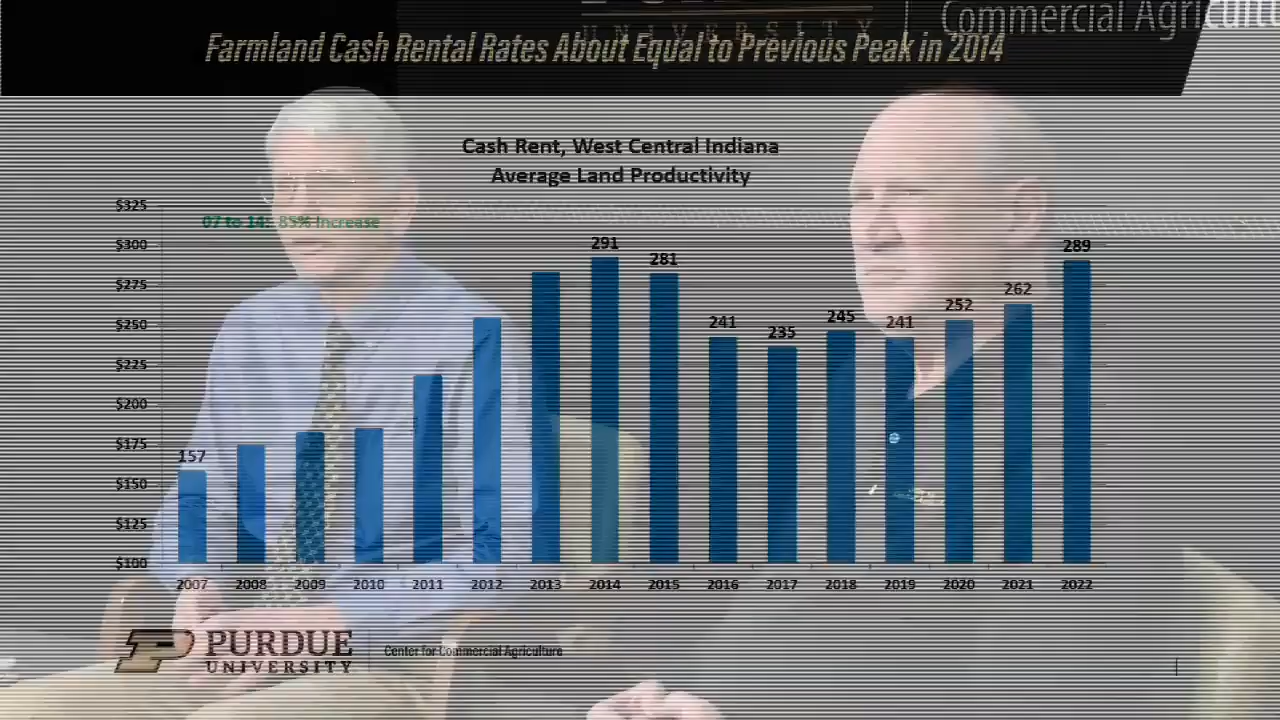 UNIVERSITY
Commercial Agricultu
Farmland Cash Rental Rates About Equal to Previous Peak in 2014
Cash Rent, West Central Indiana
Average Land Productivity
07 to 14: 85% Increase
$325
$300
$275
$250
$225
$200
$175
$150
$125
$100
157
291
281
241
235
245
241
252
262
289
2007 2008 2009 2010 2011 2012 2013 2014 2015 2016 2017 2018 2019 2020 2021 2022
PURDUE
UNIVERSITY
Center for Commercial Agriculture